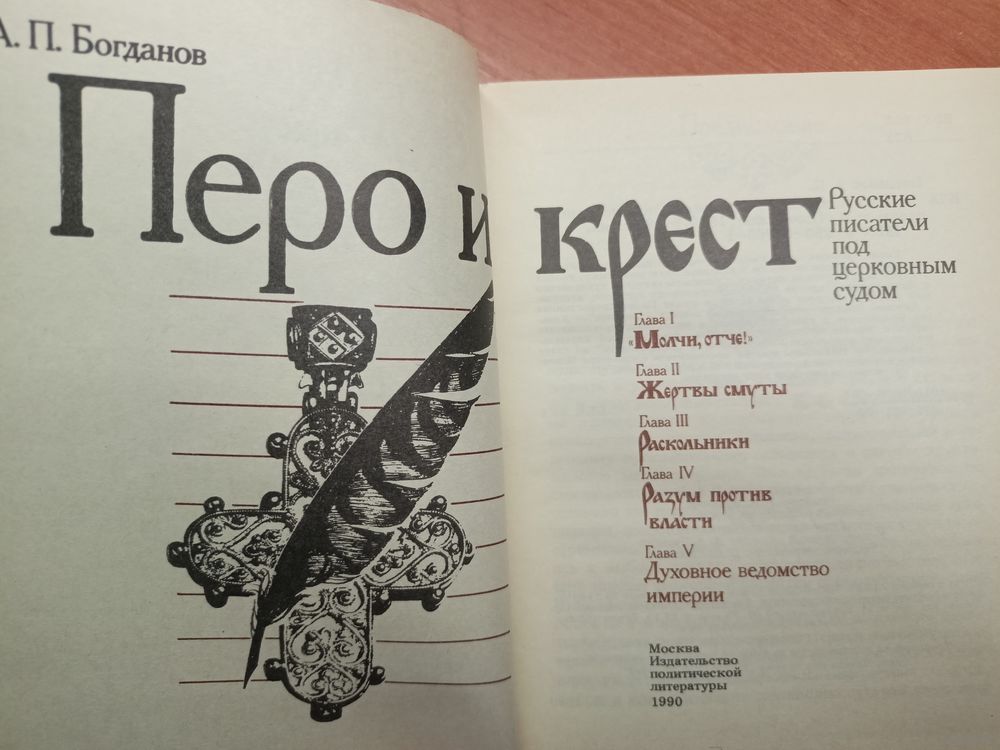 А. П. Богданов
Перо и крест
Русские
писатели
под
церковным
судом
Глава I
«Молчи, отче!»
Глава II
Жертвы смуты
Глава III
Раскольники
Глава IV
Разум против
власти
Глава V
Духовное ведомство
империи
Москва
Издательство
политической
литературы
1990